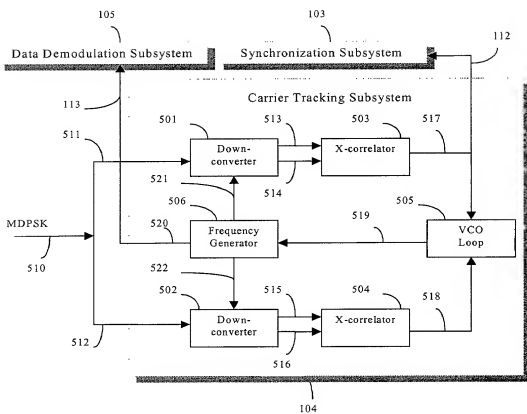 105
103
112
Data Demodulation Subsystem
Synchronization Subsystem
113
Carrier Tracking Subsystem
511
501
513
503
517
Down-
converter
X-correlator
521
514
506
505
MDPSK
520
Frequency
Generator
519
VCO
Loop
510
522
502
515
504
518
Down-
converter
X-correlator
512
516
104